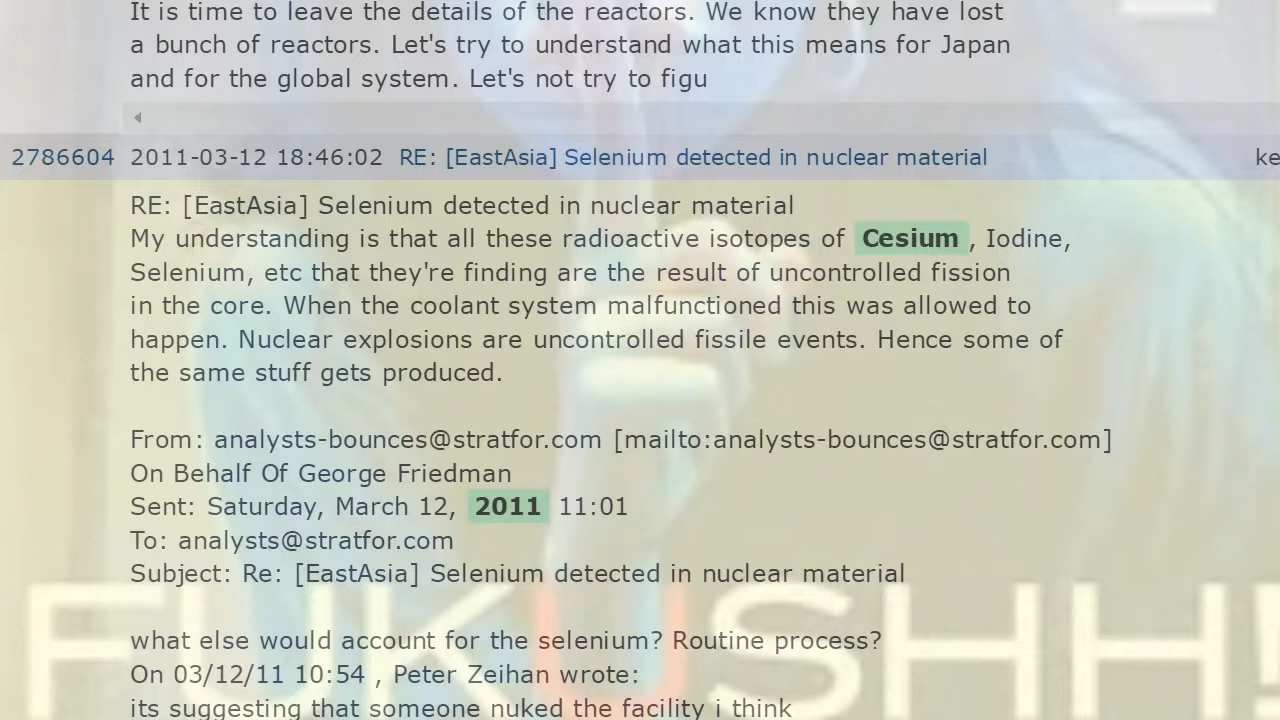 It is time to leave the details of the reactors. We know they have lost
a bunch of reactors. Let's try to understand what this means for Japan
and for the global system. Let's not try to figu
2786604 2011-03-12 18:46:02 RE: [EastAsia] Selenium detected in nuclear material ke
RE: [EastAsia] Selenium detected in nuclear material
My understanding is that all these radioactive isotopes of Cesium , Iodine,
Selenium, etc that they're finding are the result of uncontrolled fission
in the core. When the coolant system malfunctioned this was allowed to
happen. Nuclear explosions are uncontrolled fissile events. Hence some of
the same stuff gets produced.
From: analysts-bounces@stratfor.com [mailto:analysts-bounces@stratfor.com]
On Behalf Of George Friedman
Sent: Saturday, March 12, 2011 11:01
To: analysts@stratfor.com
Subject: Re: [EastAsia] Selenium detected in nuclear material
FUKUSHH!
what else would account for the selenium? Routine process?
On 03/12/11 10:54 , Peter Zeihan wrote:
its suggesting that someone nuked the facility i think